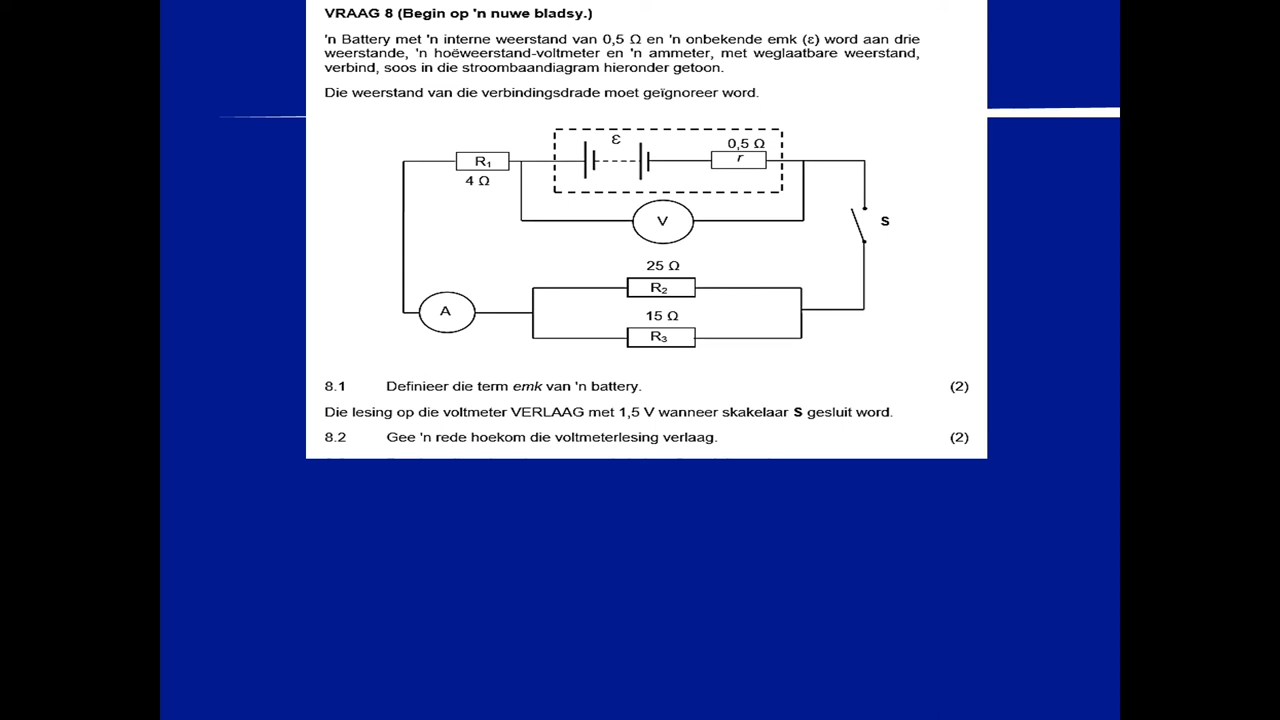 VRAAG 8 (Begin op 'n nuwe bladsy.)
'n Battery met 'n interne weerstand van 0,5 Ω en 'n onbekende emk (ε) word aan drie
weerstande, 'n hoëweerstand-voltmeter en 'n ammeter, met weglaatbare weerstand,
verbind, soos in die stroombaandiagram hieronder getoon.
Die weerstand van die verbindingsdrade moet geïgnoreer word.
ε
0,5 Ω
r
R₁
4 Ω
V
S
25 Ω
R₂
A
15 Ω
R₃
8.1 Definieer die term emk van 'n battery. (2)
Die lesing op die voltmeter VERLAAG met 1,5 V wanneer skakelaar S gesluit word.
8.2 Gee 'n rede hoekom die voltmeterlesing verlaag. (2)